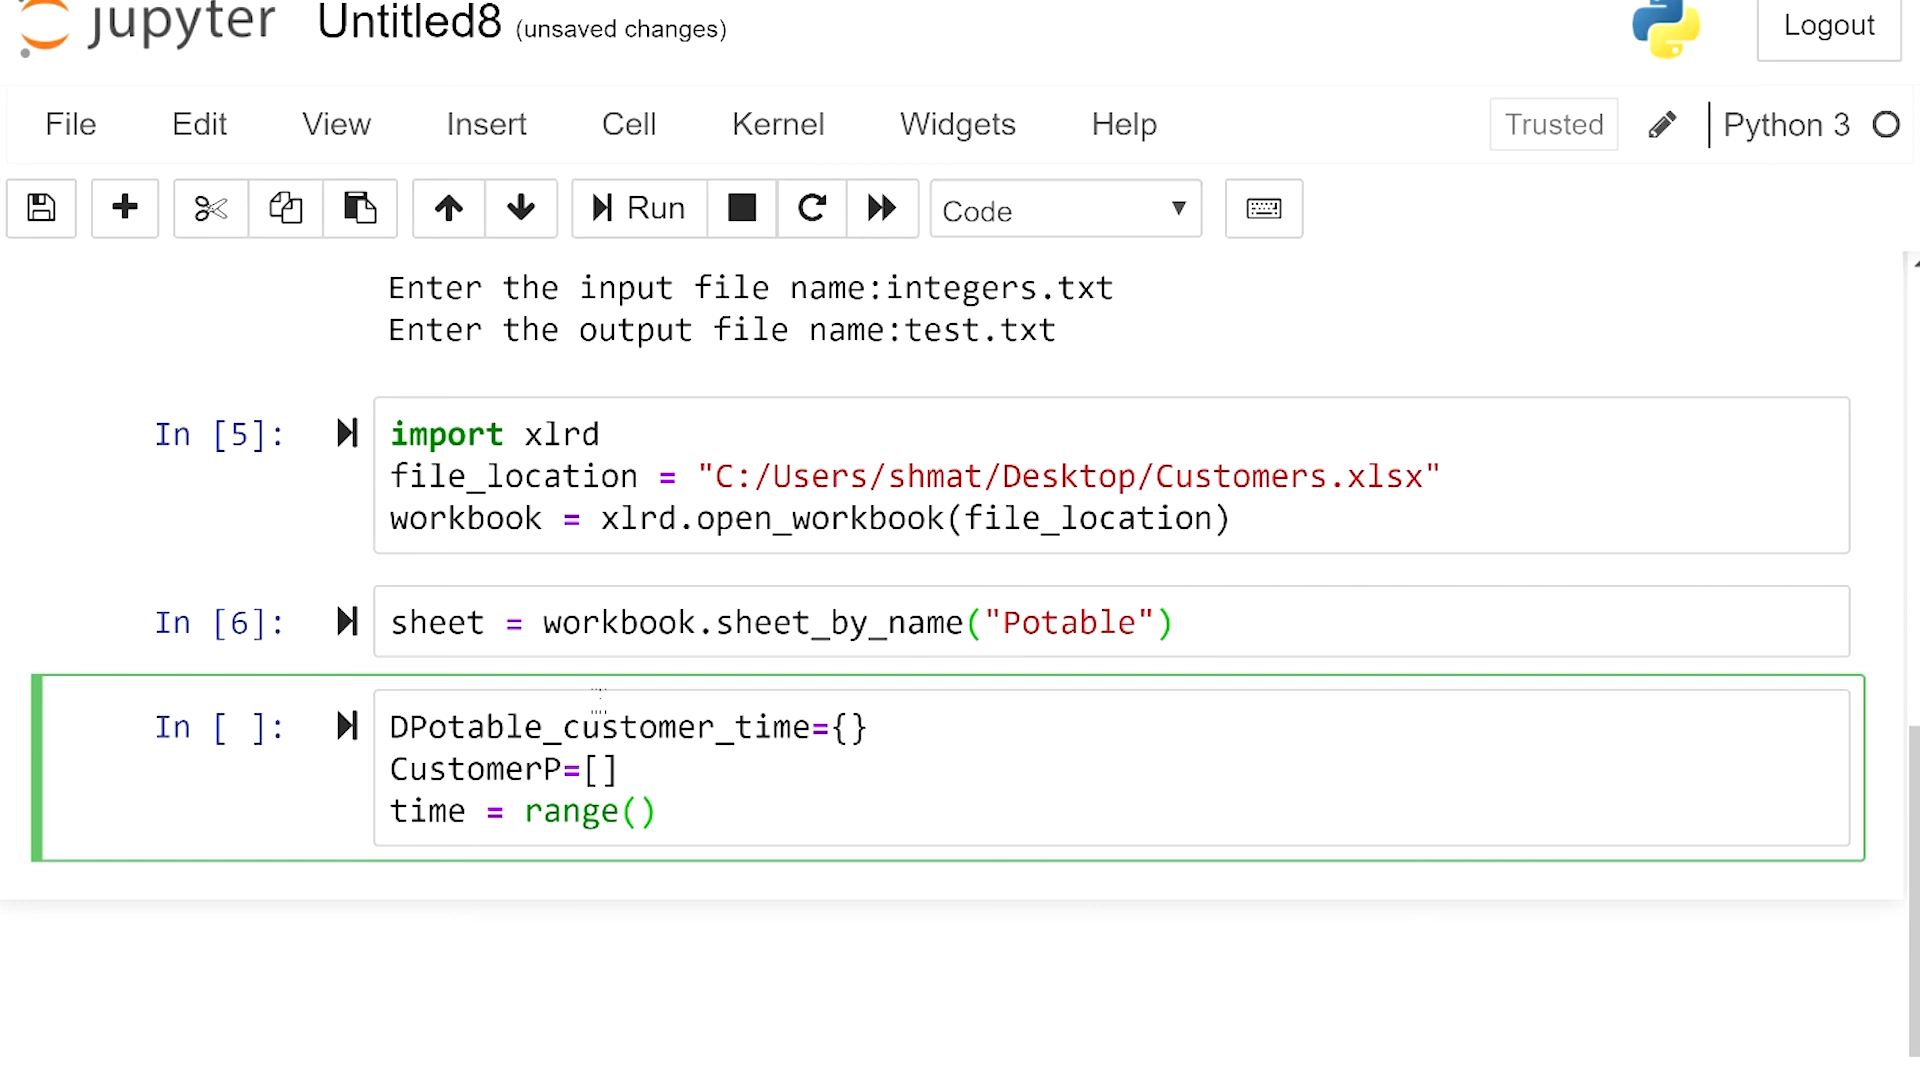 jupyter Untitled8 (unsaved changes) Logout
File Edit View Insert Cell Kernel Widgets Help Trusted Python 3
Run Code
Enter the input file name:integers.txt
Enter the output file name:test.txt
In [5]: import xlrd
file_location = "C:/Users/shmat/Desktop/Customers.xlsx"
workbook = xlrd.open_workbook(file_location)
In [6]: sheet = workbook.sheet_by_name("Potable")
In [ ]: DPotable_customer_time={}
CustomerP=[]
time = range()